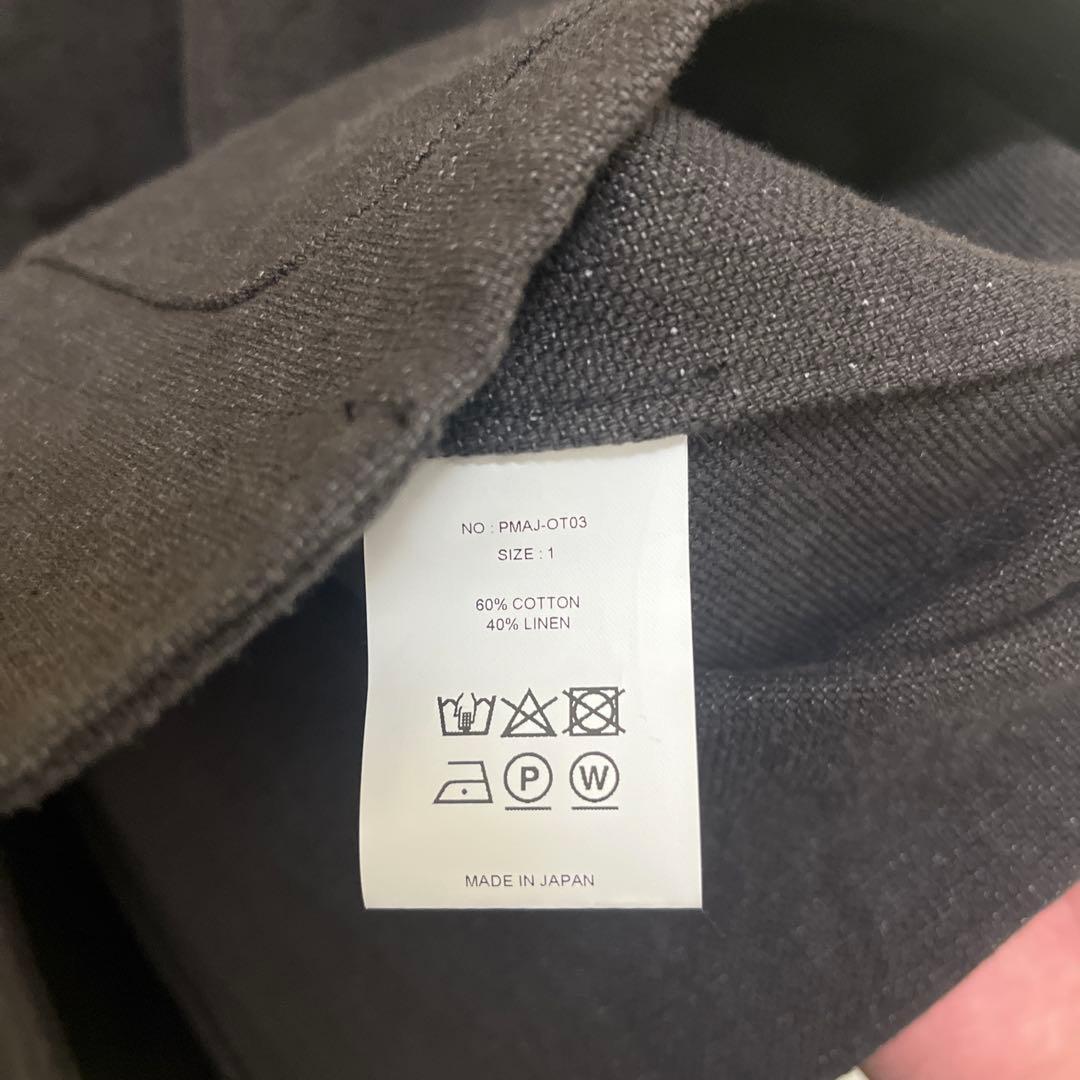 NO : PMAJ-OT03
SIZE : 1
60% COTTON
40% LINEN
P W
MADE IN JAPAN